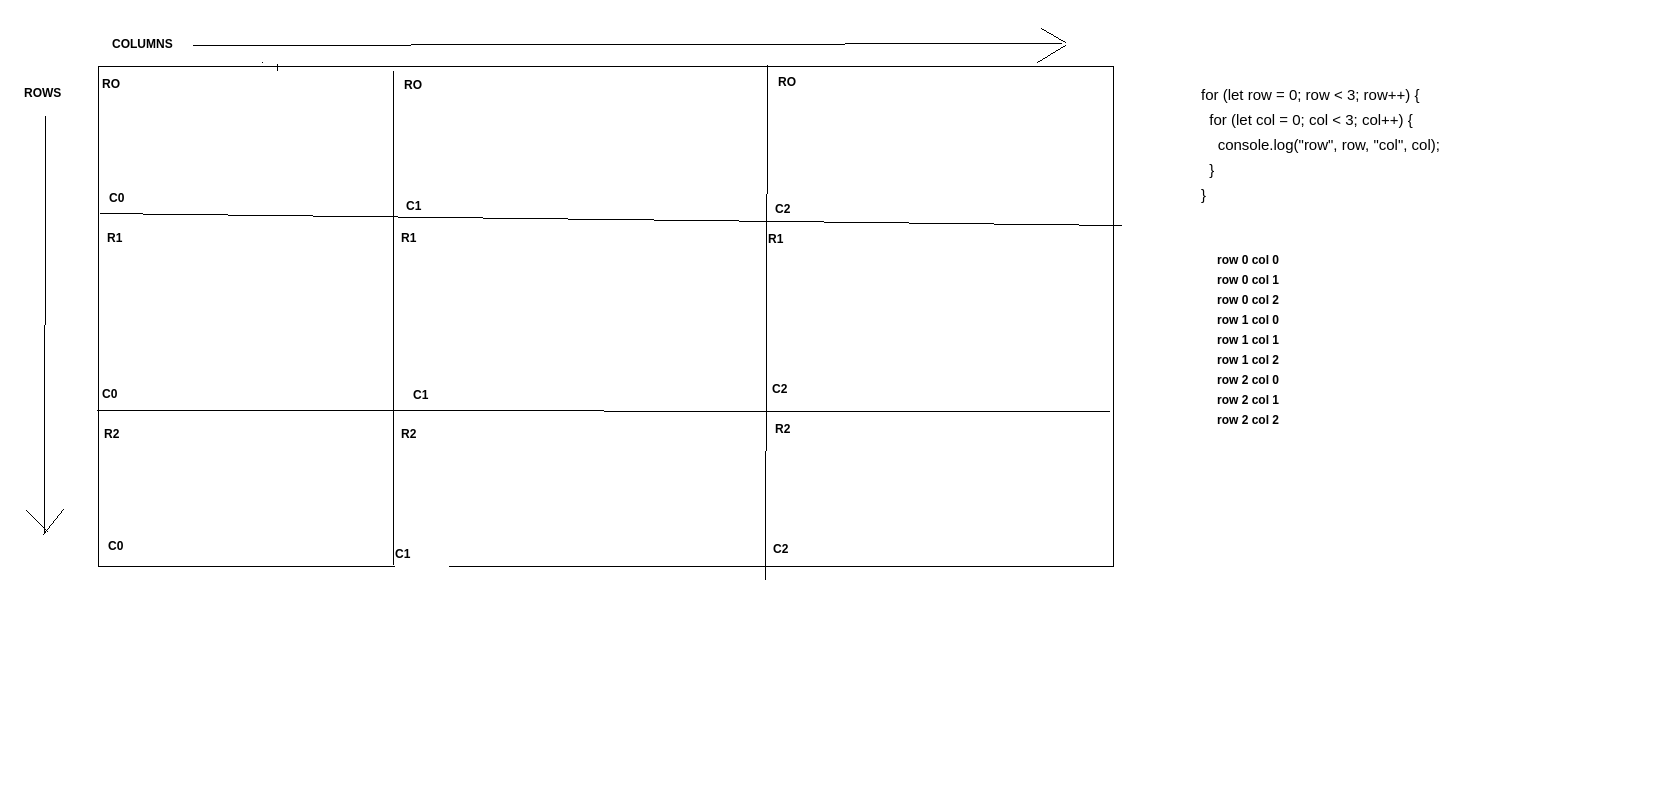 COLUMNS
ROWS
RO
RO
RO
C0
C1
C2
R1
R1
R1
C0
C1
C2
R2
R2
R2
C0
C1
C2
for (let row = 0; row < 3; row++) {
for (let col = 0; col < 3; col++) {
console.log("row", row, "col", col);
}
}
row 0 col 0
row 0 col 1
row 0 col 2
row 1 col 0
row 1 col 1
row 1 col 2
row 2 col 0
row 2 col 1
row 2 col 2